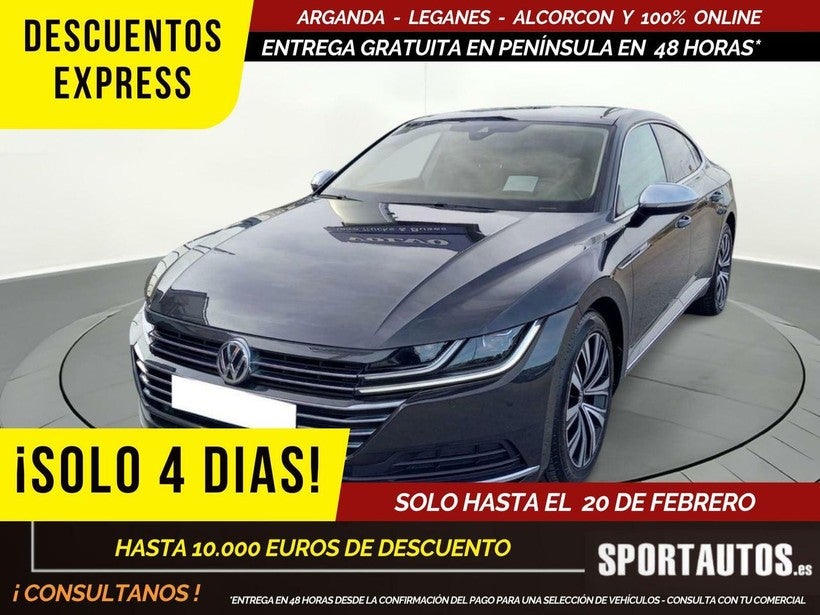 DESCUENTOS
EXPRESS
ARGANDA - LEGANES - ALCORCON Y 100% ONLINE
ENTREGA GRATUITA EN PENÍNSULA EN 48 HORAS*
¡SOLO 4 DIAS!
SOLO HASTA EL 20 DE FEBRERO
HASTA 10.000 EUROS DE DESCUENTO
SPORTAUTOS.es
¡ CONSULTANOS !
*ENTREGA EN 48 HORAS DESDE LA CONFIRMACIÓN DEL PAGO PARA UNA SELECCIÓN DE VEHÍCULOS - CONSULTA CON TU COMERCIAL